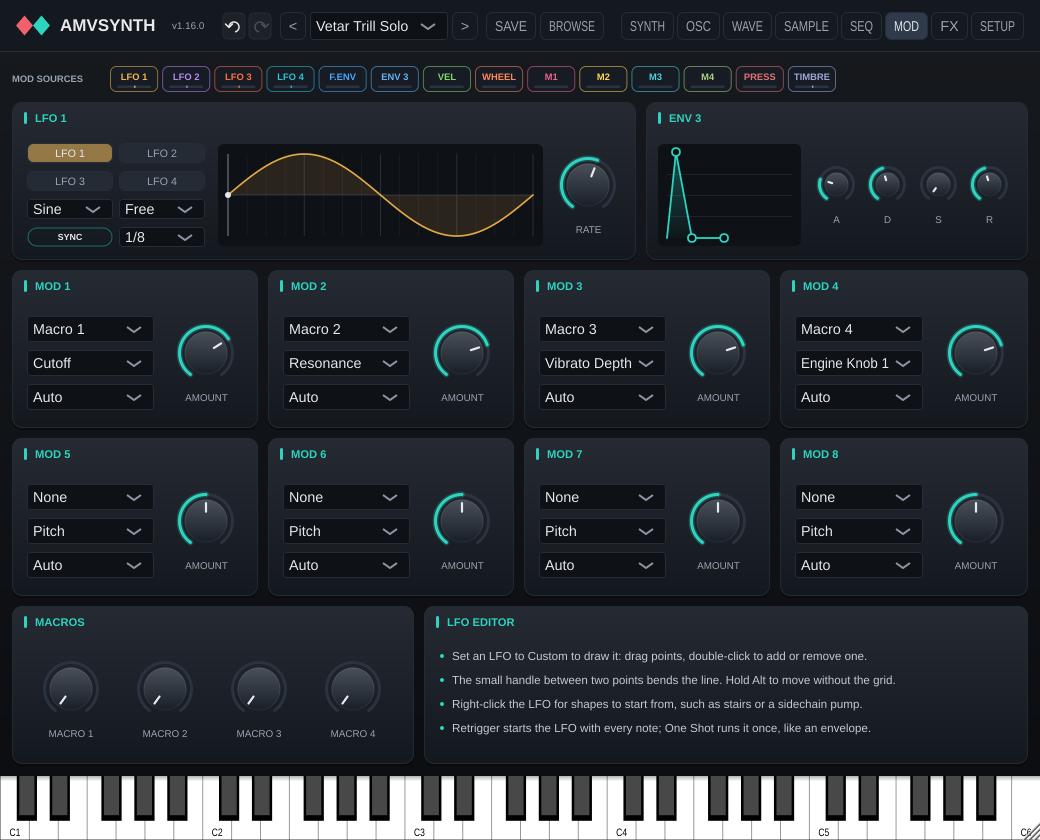 AMVSYNTH v1.16.0 < Vetar Trill Solo > SAVE BROWSE SYNTH OSC WAVE SAMPLE SEQ MOD FX SETUP
MOD SOURCES LFO 1 LFO 2 LFO 3 LFO 4 F.ENV ENV 3 VEL WHEEL M1 M2 M3 M4 PRESS TIMBRE
LFO 1
LFO 1 LFO 2
LFO 3 LFO 4
Sine Free
SYNC 1/8
RATE
ENV 3
A D S R
MOD 1
Macro 1
Cutoff
Auto
AMOUNT
MOD 2
Macro 2
Resonance
Auto
AMOUNT
MOD 3
Macro 3
Vibrato Depth
Auto
AMOUNT
MOD 4
Macro 4
Engine Knob 1
Auto
AMOUNT
MOD 5
None
Pitch
Auto
AMOUNT
MOD 6
None
Pitch
Auto
AMOUNT
MOD 7
None
Pitch
Auto
AMOUNT
MOD 8
None
Pitch
Auto
AMOUNT
MACROS
MACRO 1 MACRO 2 MACRO 3 MACRO 4
LFO EDITOR
• Set an LFO to Custom to draw it: drag points, double-click to add or remove one.
• The small handle between two points bends the line. Hold Alt to move without the grid.
• Right-click the LFO for shapes to start from, such as stairs or a sidechain pump.
• Retrigger starts the LFO with every note; One Shot runs it once, like an envelope.
C1 C2 C3 C4 C5